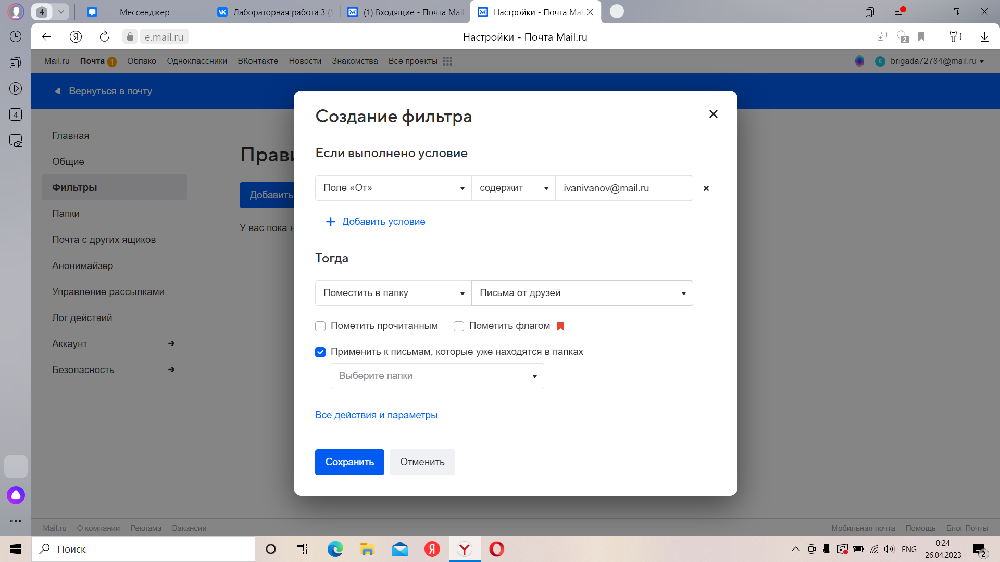 4
Мессенджер
Лабораторная работа 3 (1
(1) Входящие - Почта Mail
Настройки - Почта Mai
Я
e.mail.ru
Настройки - Почта Mail.ru
2
Mail.ru
Почта 1
Облако
Одноклассники
ВКонтакте
Новости
Знакомства
Все проекты
E
brigada72784@mail.ru
4
Вернуться в почту
Главная
Общие
Фильтры
Папки
Почта с других ящиков
Анонимайзер
Управление рассылками
Лог действий
Аккаунт
Безопасность
Прави
Добавить
У вас пока н
Создание фильтра
Если выполнено условие
Поле «От»
содержит
ivanivanov@mail.ru
Добавить условие
Тогда
Поместить в папку
Письма от друзей
Пометить прочитанным
Пометить флагом
Применить к письмам, которые уже находятся в папках
Выберите папки
Все действия и параметры
Сохранить
Отменить
Mail.ru
О компании
Реклама
Вакансии
Мобильная почта
Помощь
Блог Почты
Поиск
Я
ENG
0:24
26.04.2023
2